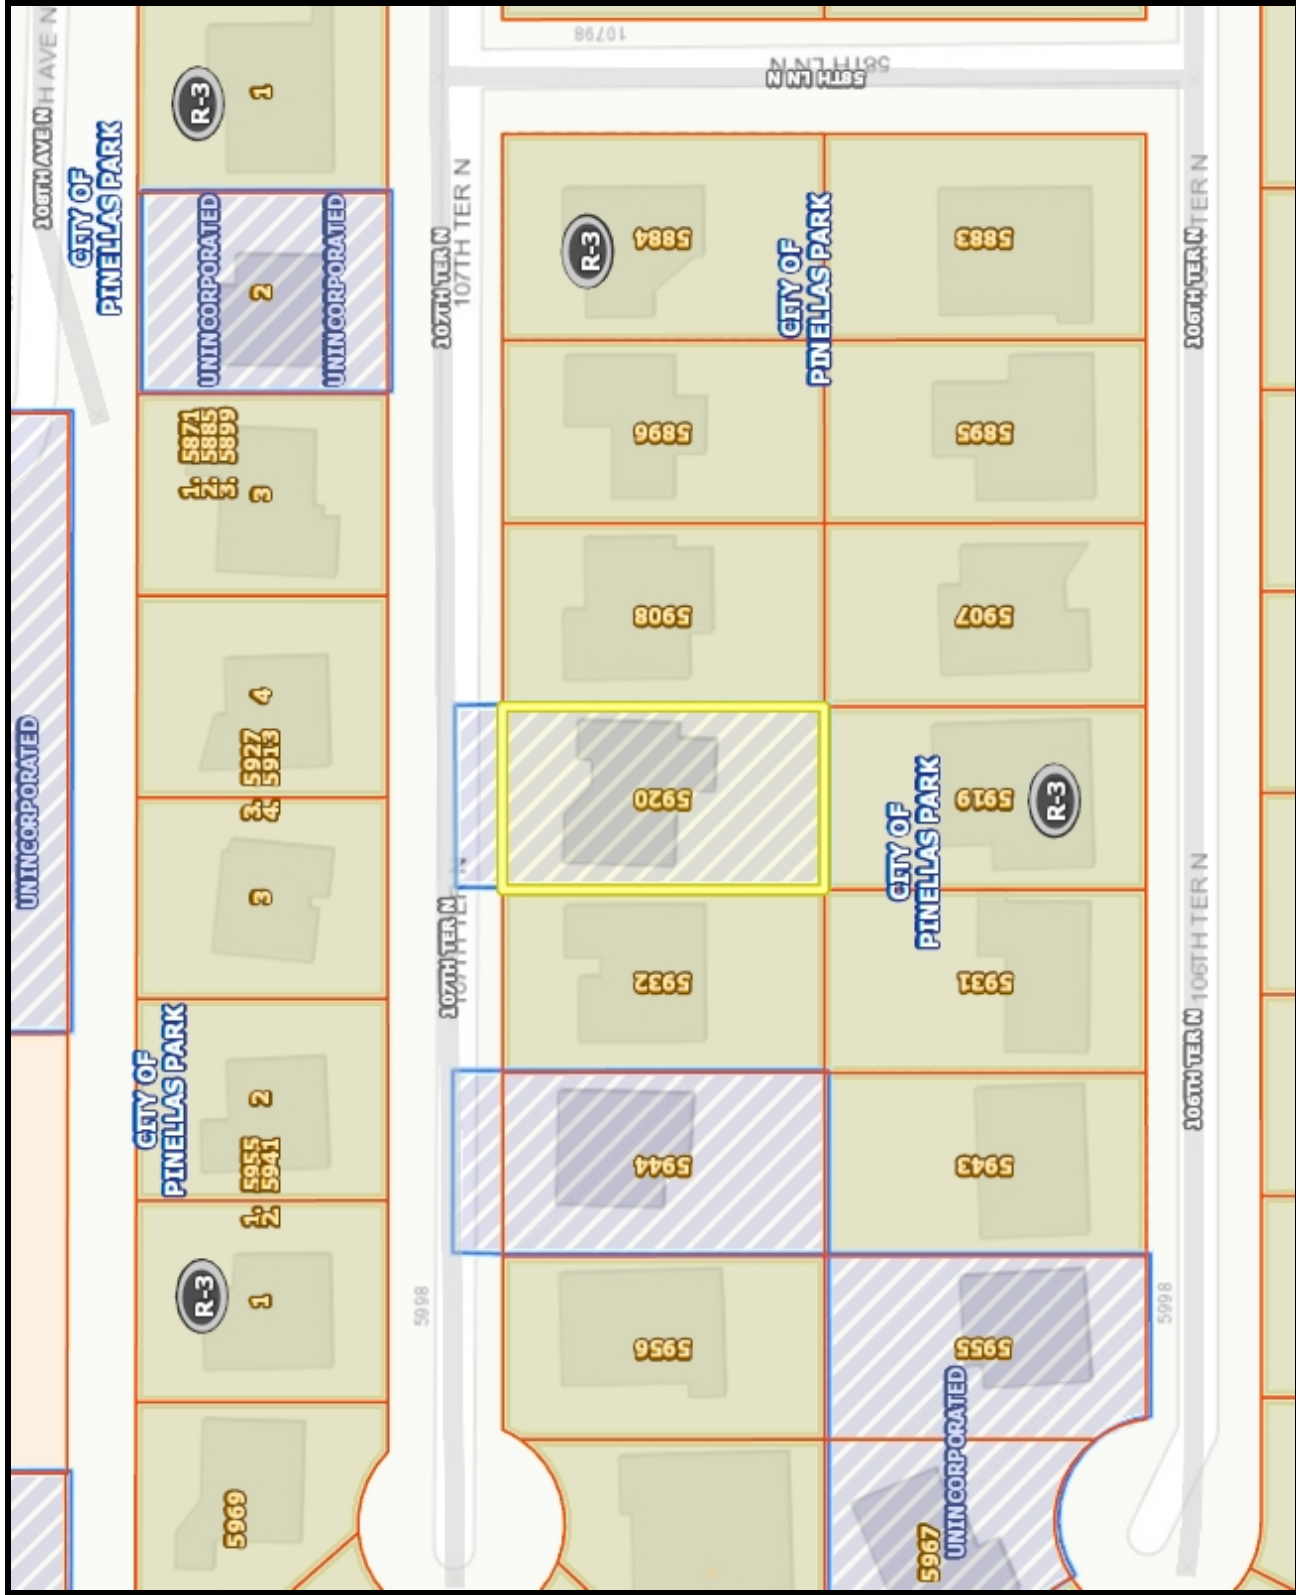 10798
58TH LN N
58TH LN N
108TH AVE N
H AVE N
CITY OF
PINELLAS PARK
R-3
1
UNINCORPORATED
UNINCORPORATED
2
1. 5871
2. 5885
3. 5899
3
4
3. 5927
4. 5913
3
UNINCORPORATED
CITY OF
PINELLAS PARK
2
1. 5955
2. 5941
R-3
1
5969
107TH TER N
107TH TER N
107TH TER N
107TH TER N
5998
R-3
5884
5883
CITY OF
PINELLAS PARK
5896
5895
5908
5907
5920
5919
R-3
CITY OF
PINELLAS PARK
5932
5931
5944
5943
5956
5955
UNINCORPORATED
5967
106TH TER N
TER N
106TH TER N
106TH TER N
5998